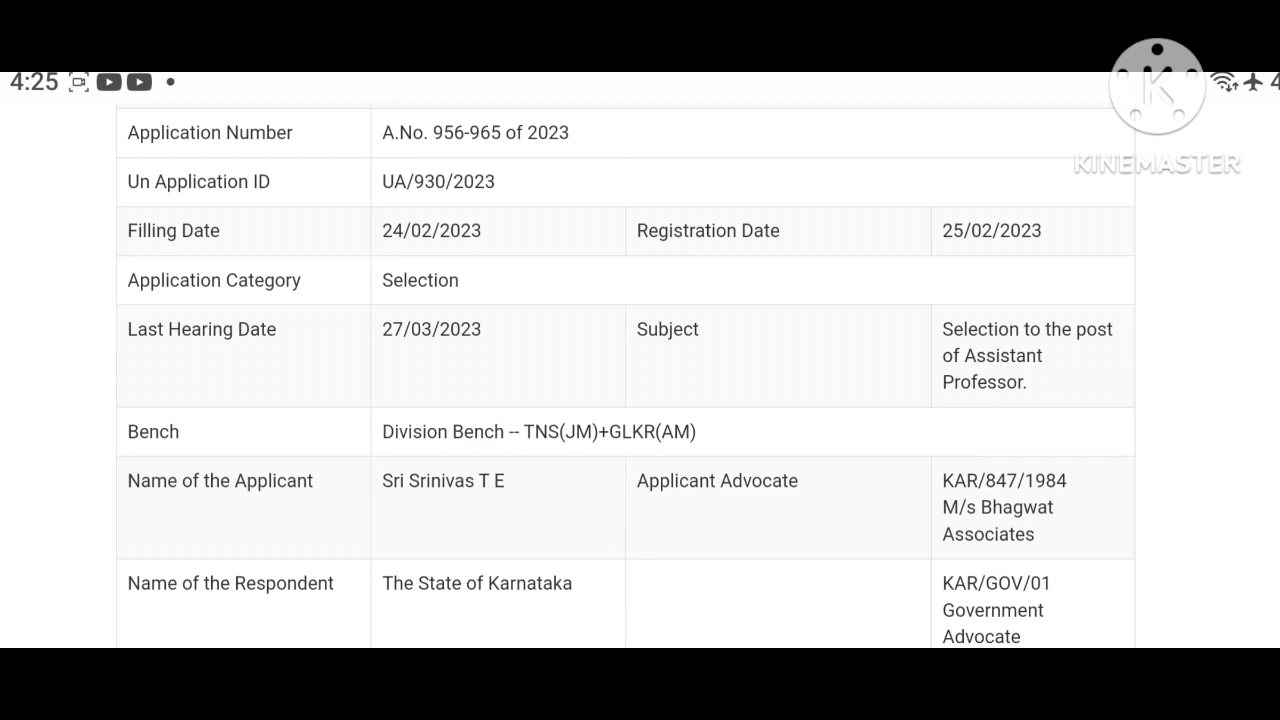 4:25
4
K
KINEMASTER
Application Number A.No. 956-965 of 2023
Un Application ID UA/930/2023
Filling Date 24/02/2023 Registration Date 25/02/2023
Application Category Selection
Last Hearing Date 27/03/2023 Subject Selection to the post
of Assistant
Professor.
Bench Division Bench -- TNS(JM)+GLKR(AM)
Name of the Applicant Sri Srinivas T E Applicant Advocate KAR/847/1984
M/s Bhagwat
Associates
Name of the Respondent The State of Karnataka KAR/GOV/01
Government
Advocate